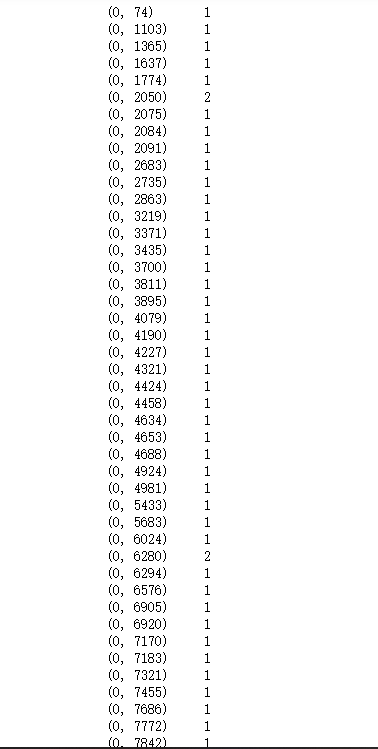 (0, 74) 1
(0, 1103) 1
(0, 1365) 1
(0, 1637) 1
(0, 1774) 1
(0, 2050) 2
(0, 2075) 1
(0, 2084) 1
(0, 2091) 1
(0, 2683) 1
(0, 2735) 1
(0, 2863) 1
(0, 3219) 1
(0, 3371) 1
(0, 3435) 1
(0, 3700) 1
(0, 3811) 1
(0, 3895) 1
(0, 4079) 1
(0, 4190) 1
(0, 4227) 1
(0, 4321) 1
(0, 4424) 1
(0, 4458) 1
(0, 4634) 1
(0, 4653) 1
(0, 4688) 1
(0, 4924) 1
(0, 4981) 1
(0, 5433) 1
(0, 5683) 1
(0, 6024) 1
(0, 6280) 2
(0, 6294) 1
(0, 6576) 1
(0, 6905) 1
(0, 6920) 1
(0, 7170) 1
(0, 7183) 1
(0, 7321) 1
(0, 7455) 1
(0, 7686) 1
(0, 7772) 1
(0, 7842) 1